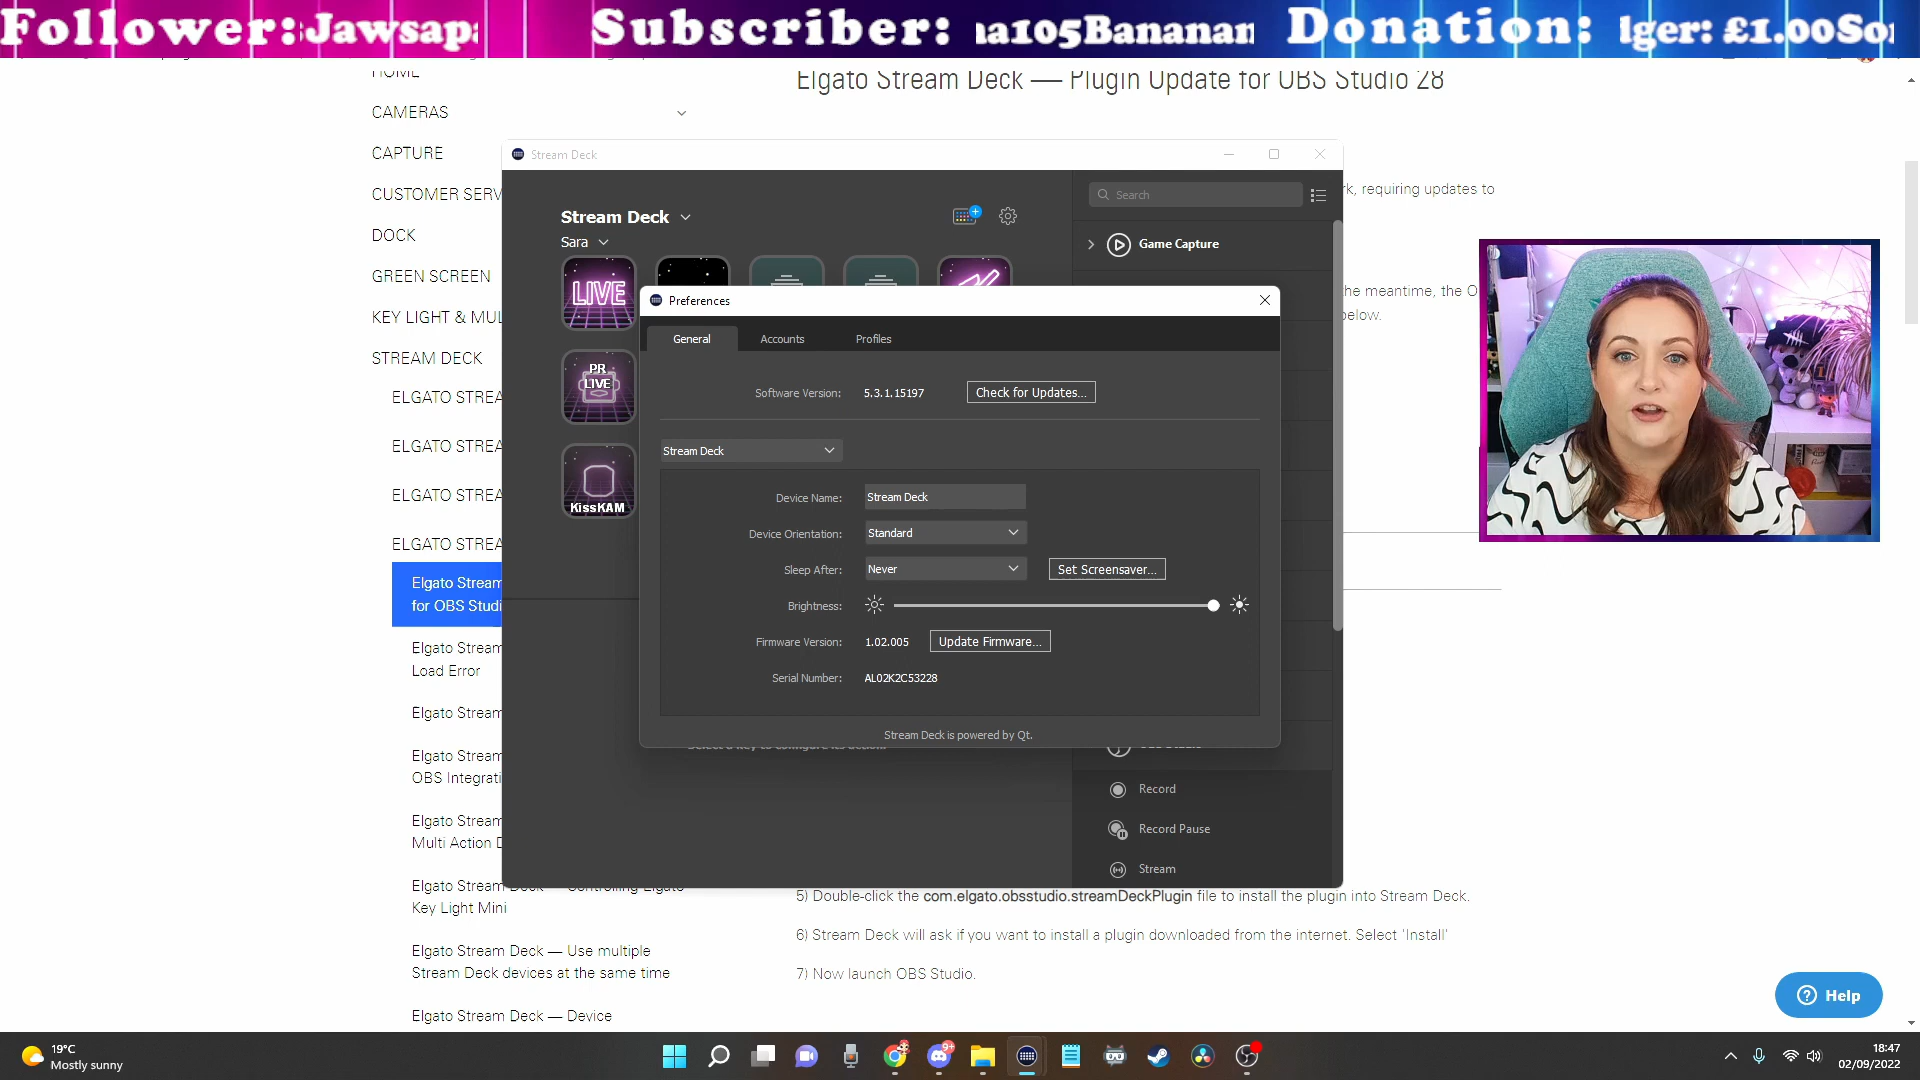 Follower: Jawsap
Subscriber: na105Bananan
Donation: lger: £1.00So
HOME
Elgato Stream Deck — Plugin Update for OBS Studio 28
CAMERAS
CAPTURE
CUSTOMER SERV
DOCK
GREEN SCREEN
KEY LIGHT & MUL
STREAM DECK
ELGATO STREA
ELGATO STREA
ELGATO STREA
ELGATO STREA
Elgato Stream
for OBS Studi
Elgato Stream
Load Error
Elgato Stream
Elgato Stream
OBS Integrati
Elgato Stream
Multi Action D
Elgato Stream Deck — Controlling Elgato
Key Light Mini
Elgato Stream Deck — Use multiple
Stream Deck devices at the same time
Elgato Stream Deck — Device
Stream Deck
Stream Deck
Sara
LIVE
PR
LIVE
KissKAM
Search
Game Capture
rk, requiring updates to
he meantime, the O
below.
Preferences
General
Accounts
Profiles
Software Version:
5.3.1.15197
Check for Updates...
Stream Deck
Device Name:
Stream Deck
Device Orientation:
Standard
Sleep After:
Never
Set Screensaver...
Brightness:
Firmware Version:
1.02.005
Update Firmware...
Serial Number:
AL02K2C53228
Stream Deck is powered by Qt.
Record
Record Pause
Stream
5) Double-click the com.elgato.obsstudio.streamDeckPlugin file to install the plugin into Stream Deck.
6) Stream Deck will ask if you want to install a plugin downloaded from the internet. Select 'Install'
7) Now launch OBS Studio.
Help
19°C
Mostly sunny
9+
18:47
02/09/2022